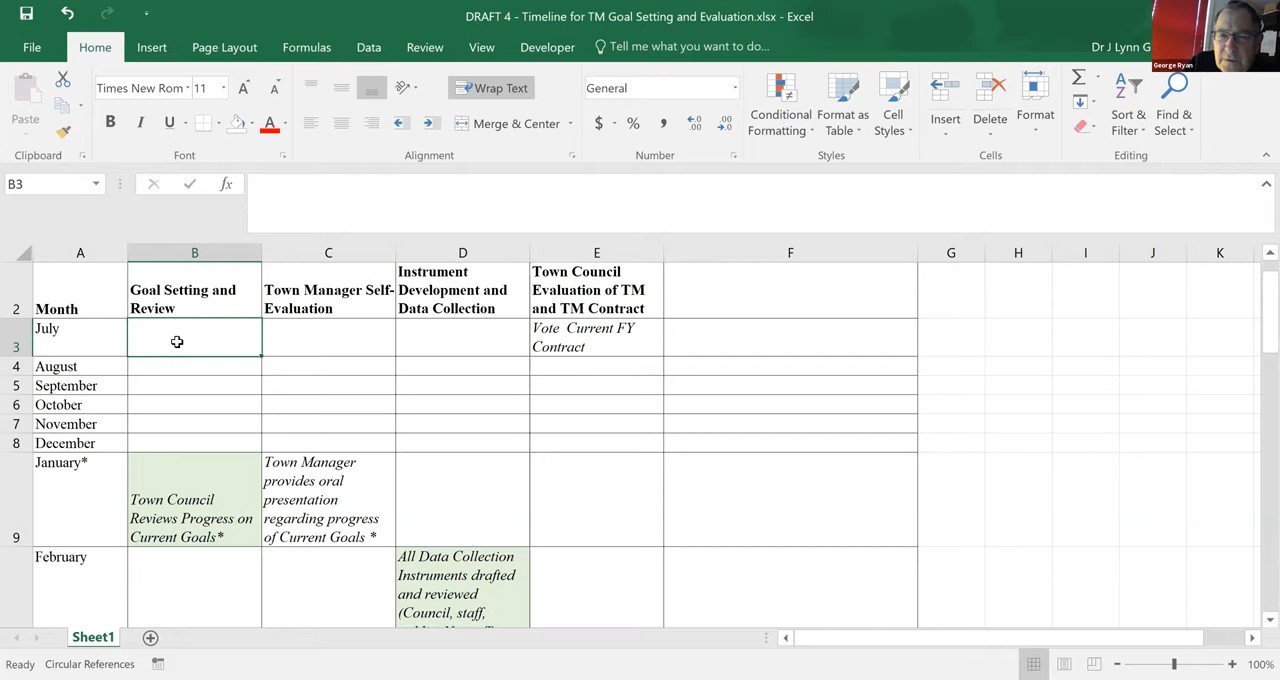 DRAFT 4 - Timeline for TM Goal Setting and Evaluation.xlsx - Excel
Dr J Lynn G
George Ryan
File Home Insert Page Layout Formulas Data Review View Developer Tell me what you want to do...
Paste
Times New Rom 11
B I U A
Wrap Text
Merge & Center
General
$ % ,
Conditional Formatting
Format as Table
Cell Styles
Insert Delete Format
Sort & Filter
Find & Select
Clipboard Font Alignment Number Styles Cells Editing
B3 fx
A B C D E F G H I J K
2 Month
Goal Setting and
Review
Town Manager Self-
Evaluation
Instrument
Development and
Data Collection
Town Council
Evaluation of TM
and TM Contract
3 July
Vote Current FY
Contract
4 August
5 September
6 October
7 November
8 December
9 January*
Town Council
Reviews Progress on
Current Goals*
Town Manager
provides oral
presentation
regarding progress
of Current Goals *
February
All Data Collection
Instruments drafted
and reviewed
(Council, staff,
Sheet1
Ready Circular References
100%